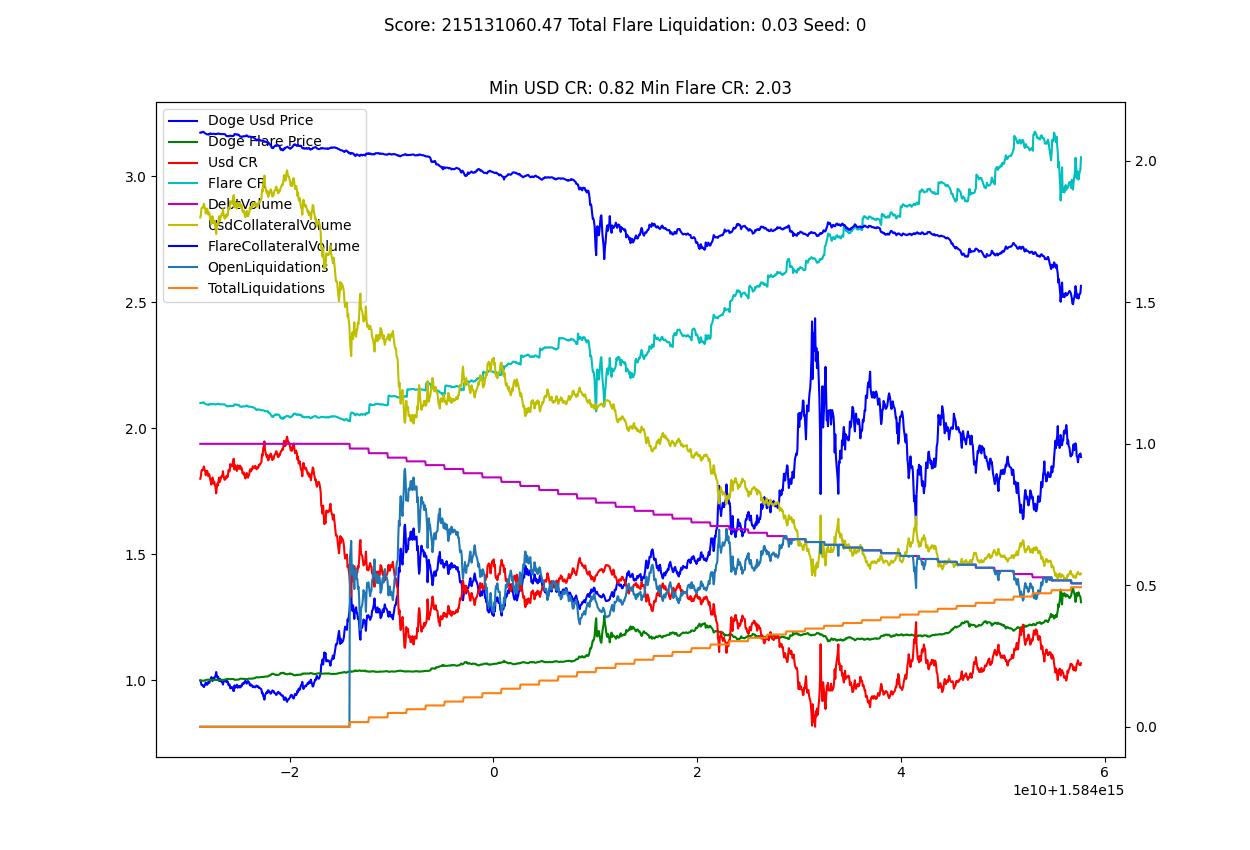 Score: 215131060.47 Total Flare Liquidation: 0.03 Seed: 0
Min USD CR: 0.82 Min Flare CR: 2.03
Doge Usd Price
Doge Flare Price
Usd CR
Flare CR
DebtVolume
UsdCollateralVolume
FlareCollateralVolume
OpenLiquidations
TotalLiquidations
3.0
2.5
2.0
1.5
1.0
2.0
1.5
1.0
0.5
0.0
−2
0
2
4
6
1e10+1.584e15